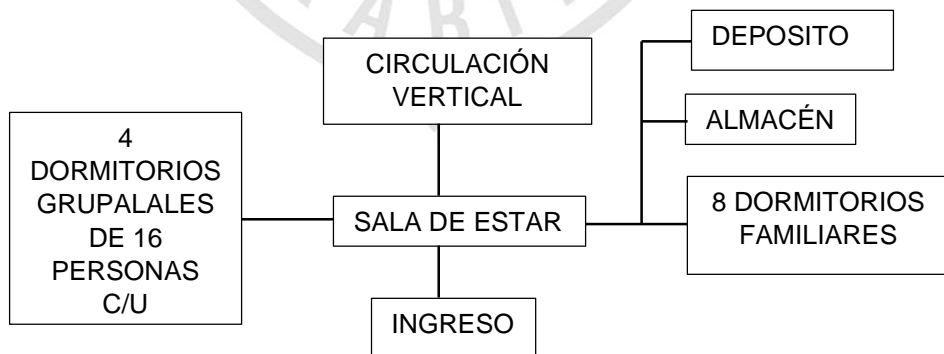 CIRCULACIÓN
VERTICAL
DEPOSITO
ALMACÉN
4
DORMITORIOS
GRUPALALES
DE 16
PERSONAS
C/U
SALA DE ESTAR
8 DORMITORIOS
FAMILIARES
INGRESO